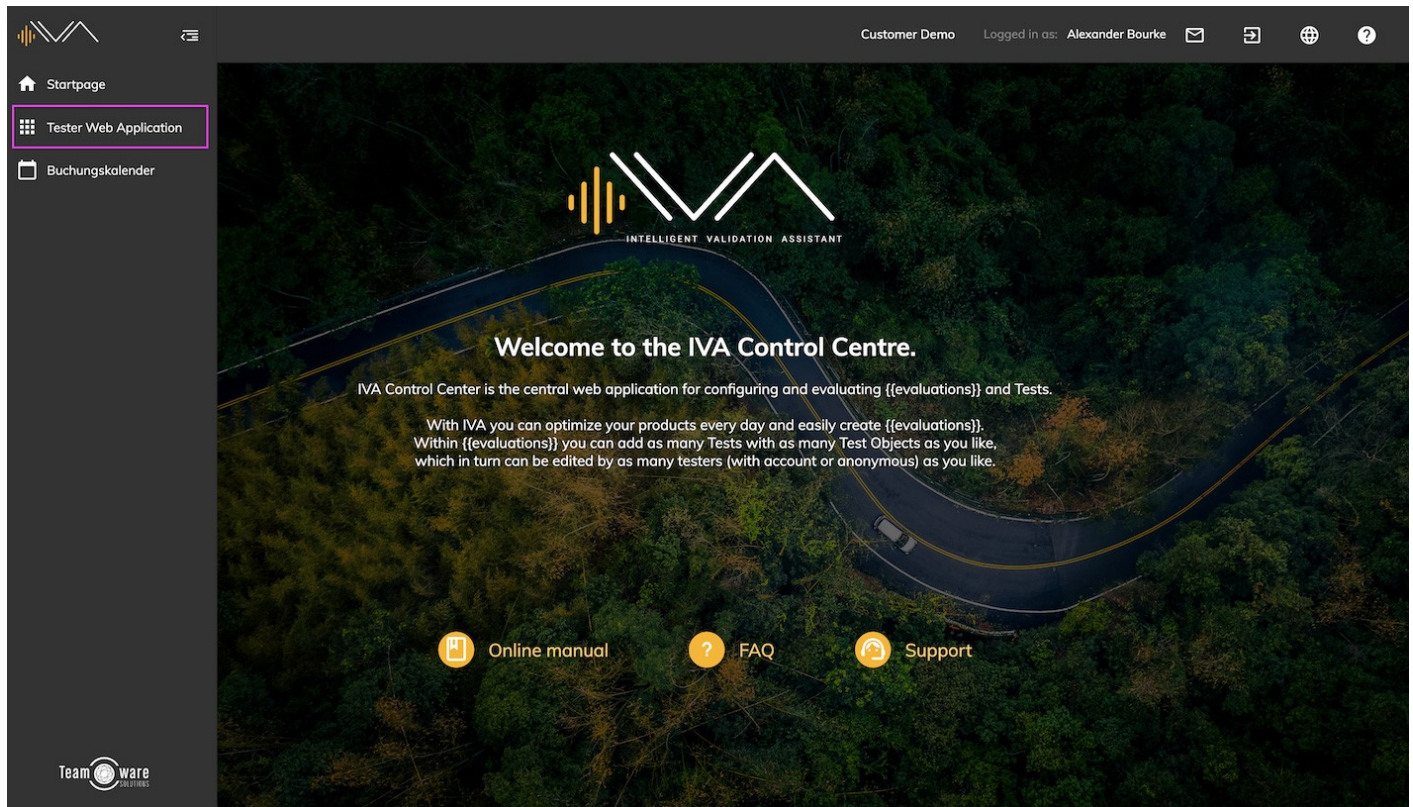 IVA
Customer Demo
Logged in as: Alexander Bourke
Startpage
Tester Web Application
Buchungskalender
IVA
INTELLIGENT VALIDATION ASSISTANT
Welcome to the IVA Control Centre.
IVA Control Center is the central web application for configuring and evaluating {{evaluations}} and Tests.
With IVA you can optimize your products every day and easily create {{evaluations}}.
Within {{evaluations}} you can add as many Tests with as many Test Objects as you like,
which in turn can be edited by as many testers (with account or anonymous) as you like.
Online manual
? FAQ
Support
Team ware
SOLUTIONS